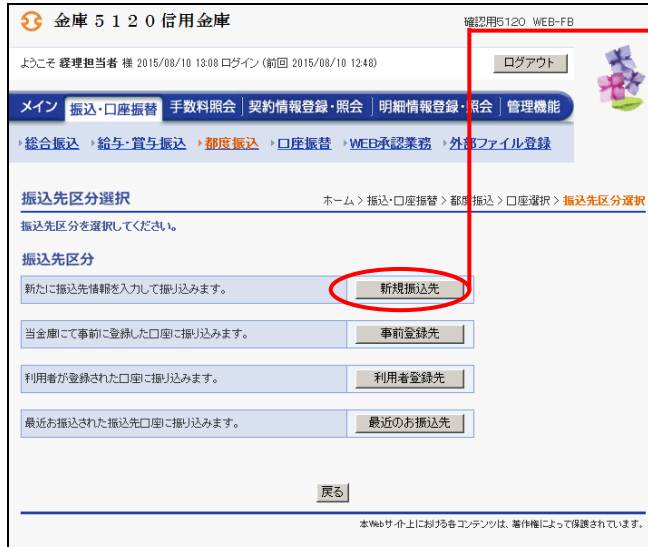 金庫５１２０信用金庫
確認用5120 WEB-FB
ようこそ 経理担当者 様 2015/08/10 13:08 ログイン (前回 2015/08/10 12:48)
ログアウト
メイン 振込・口座振替 手数料照会 契約情報登録・照会 明細情報登録・照会 管理機能
総合振込 給与・賞与振込 都度振込 口座振替 WEB承認業務 外部ファイル登録
振込先区分選択
ホーム > 振込・口座振替 > 都度振込 > 口座選択 > 振込先区分選択
振込先区分を選択してください。
振込先区分
新たに振込先情報を入力して振り込みます。 新規振込先
当金庫にて事前に登録した口座に振り込みます。 事前登録先
利用者が登録された口座に振り込みます。 利用者登録先
最近お振込された振込先口座に振り込みます。 最近のお振込先
戻る
本Webサイト上における各コンテンツは、著作権によって保護されています。